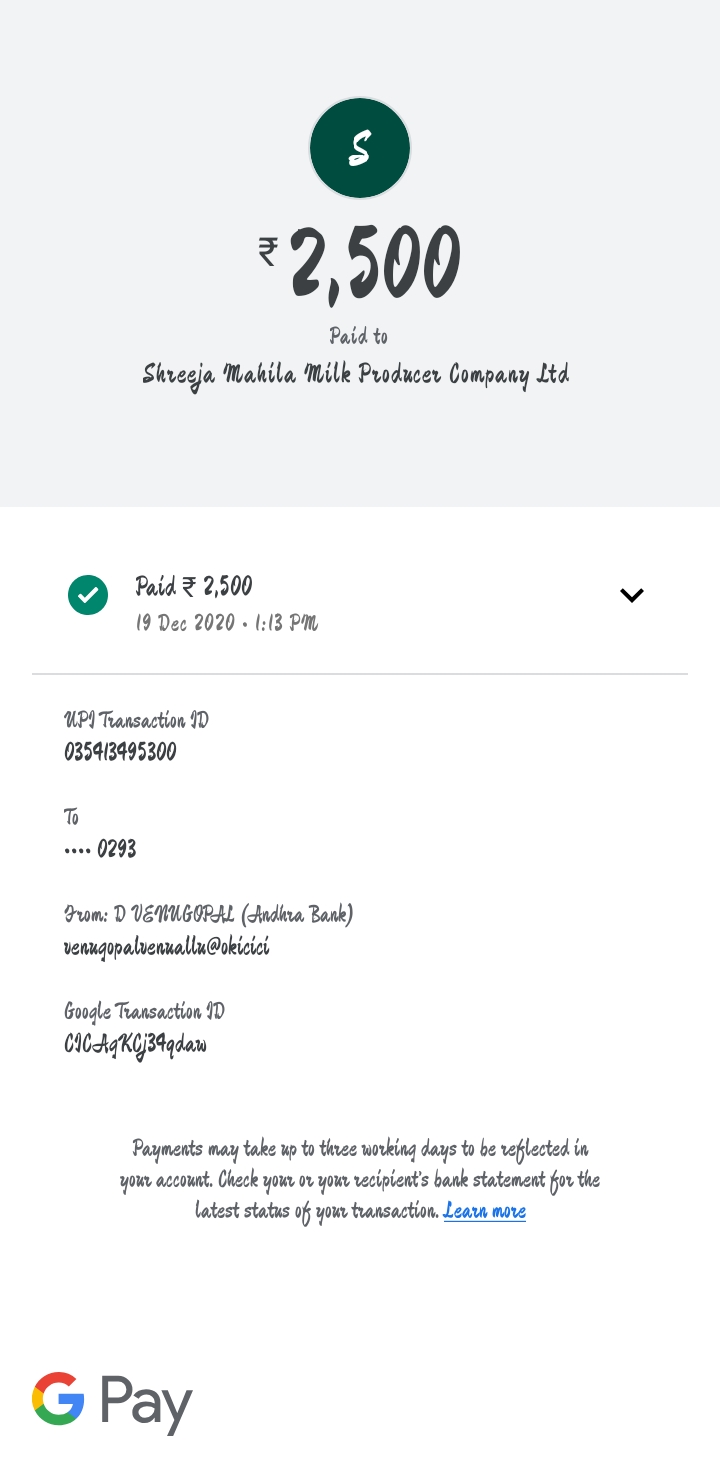 S
₹2,500
Paid to
Shreeja Mahila Milk Producer Company Ltd
Paid ₹ 2,500
19 Dec 2020 • 1:13 PM
UPI Transaction ID
035413495300
To
•••• 0293
From: D VENUGOPAL (Andhra Bank)
venugopalvenuallu@okicici
Google Transaction ID
CICAgKCj34qdaw
Payments may take up to three working days to be reflected in
your account. Check your or your recipient's bank statement for the
latest status of your transaction. Learn more
G Pay